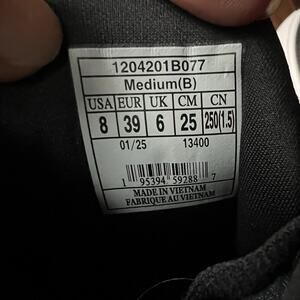 1204201B077
Medium(B)
USA EUR UK CM CN
8 39 6 25 250(1.5)
01/25 13400
1 95394 59288 7
MADE IN VIETNAM
FABRIQUE AU VIETNAM